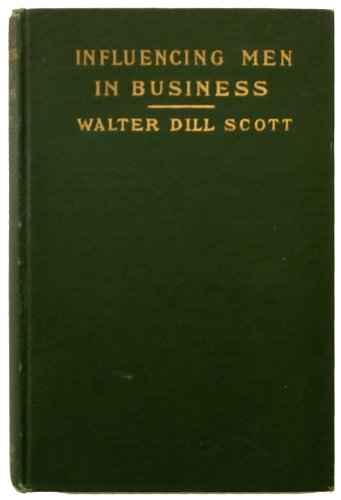 INFLUENCING MEN
IN BUSINESS
WALTER DILL SCOTT